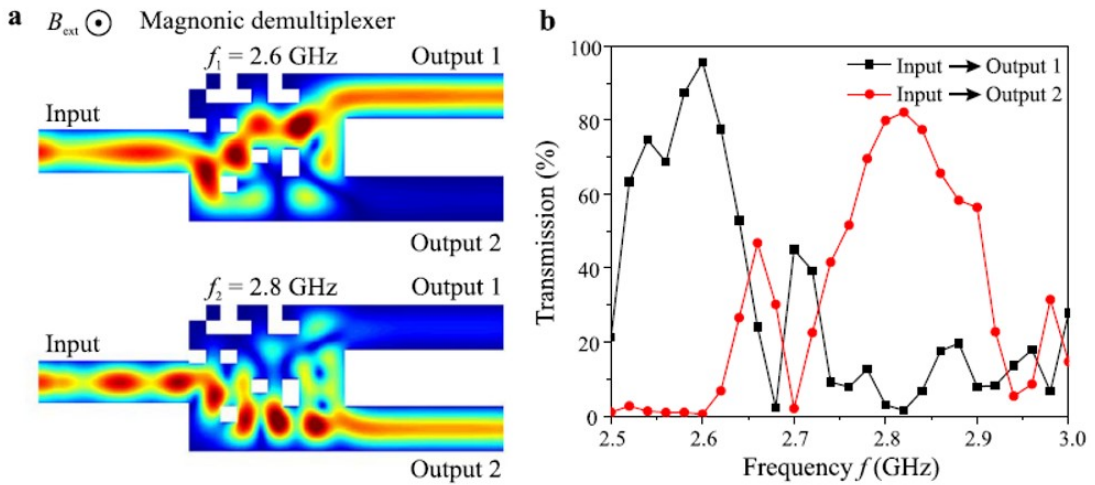 a
B_ext ⊙ Magnonic demultiplexer
f₁ = 2.6 GHz
Output 1
Input
Output 2
f₂ = 2.8 GHz
Output 1
Input
Output 2
b
100
80
60
40
20
0
Transmission (%)
Input → Output 1
Input → Output 2
2.5 2.6 2.7 2.8 2.9 3.0
Frequency f (GHz)